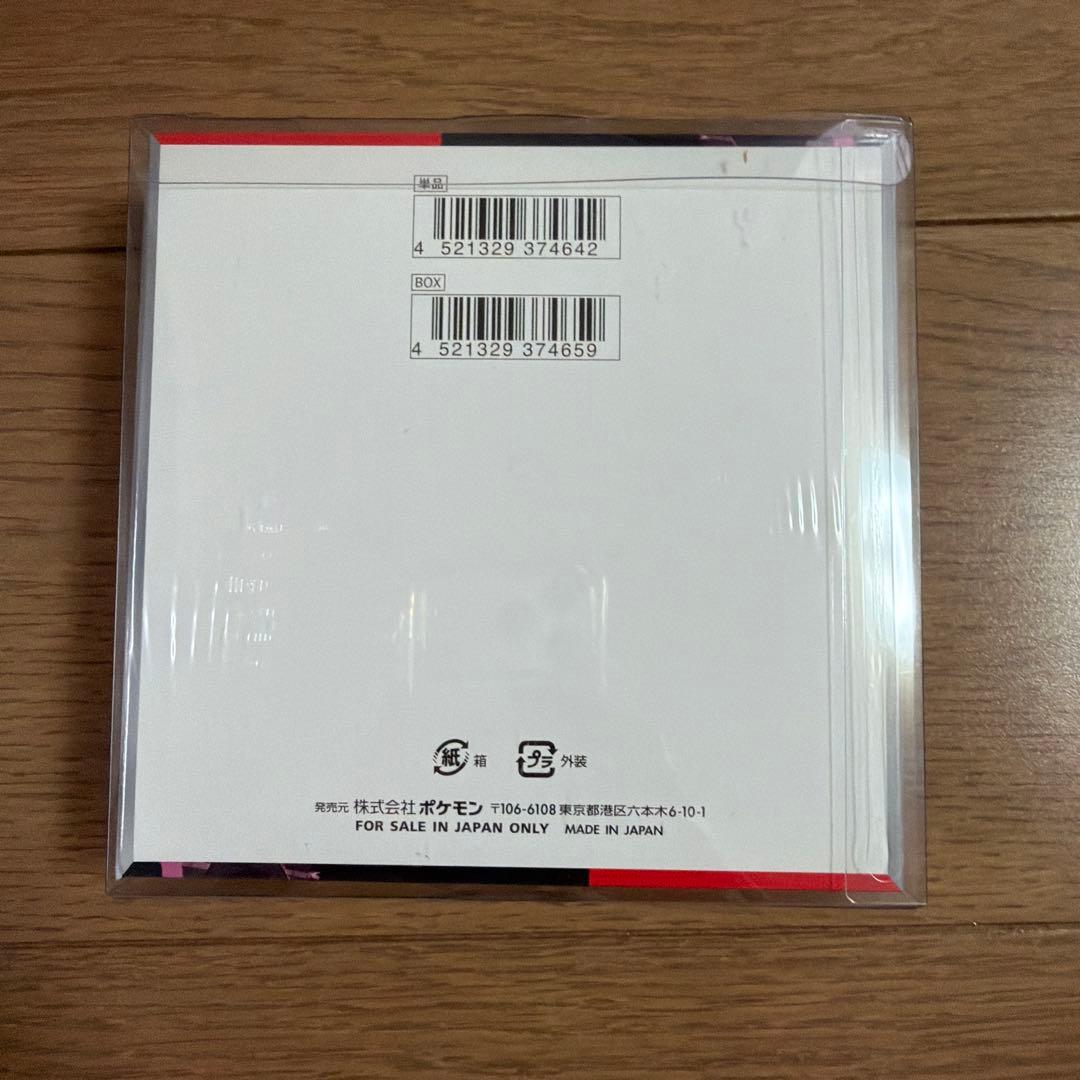 単品
4 521329 374642
BOX
4 521329 374659
紙 箱 プラ 外装
発売元 株式会社 ポケモン 〒106-6108 東京都港区六本木6-10-1
FOR SALE IN JAPAN ONLY MADE IN JAPAN